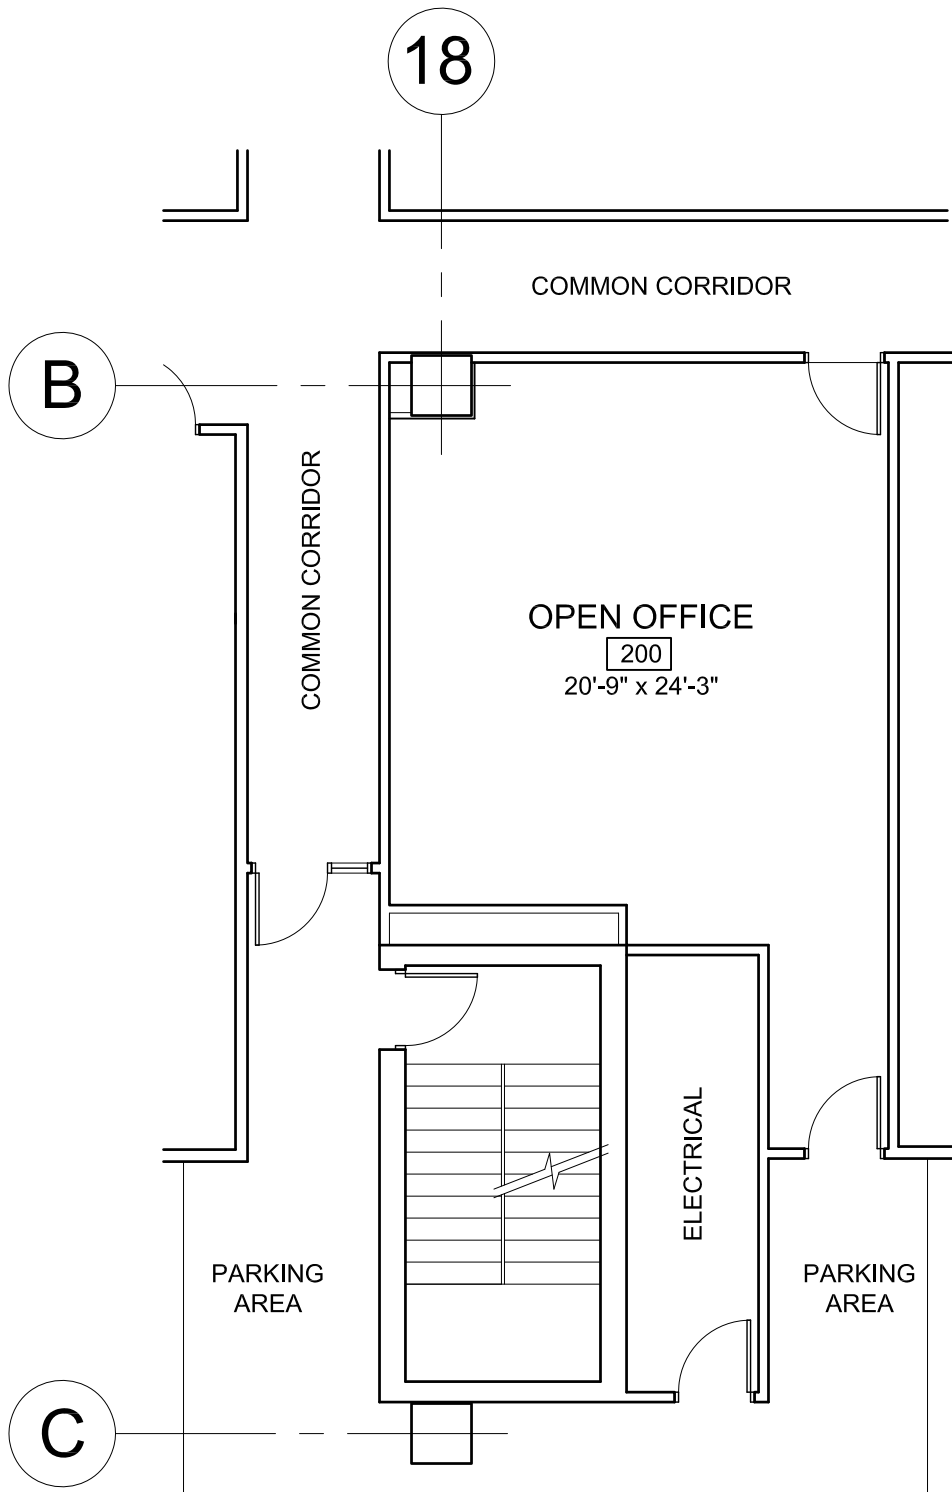 18
COMMON CORRIDOR
B
COMMON CORRIDOR
OPEN OFFICE
200
20'-9" x 24'-3"
ELECTRICAL
PARKING
AREA
PARKING
AREA
C